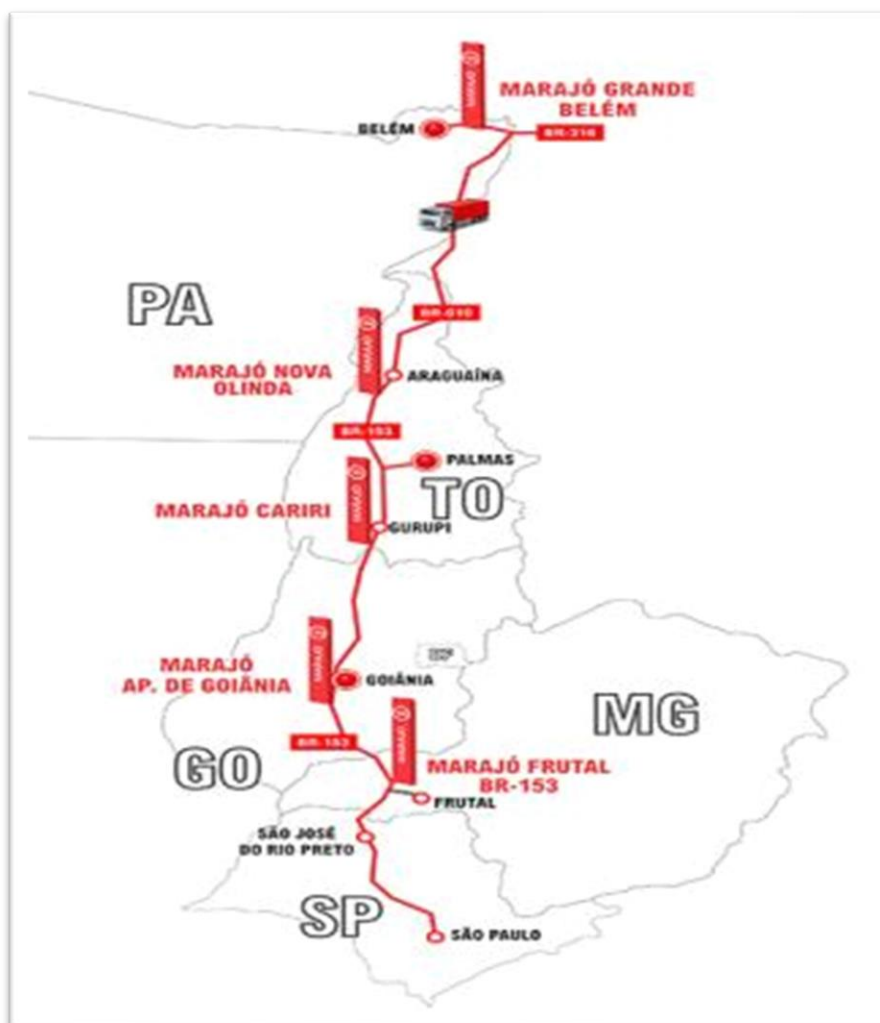 MARAJÓ GRANDE
BELÉM
BELÉM
BR-316
PA
BR-010
MARAJÓ NOVA
OLINDA
ARAGUAÍNA
BR-153
PALMAS
TO
MARAJÓ CARIRI
GURUPI
DF
MARAJÓ
AP. DE GOIÂNIA
GOIÂNIA
MG
BR-153
GO
MARAJÓ FRUTAL
BR-153
FRUTAL
SÃO JOSÉ
DO RIO PRETO
SP
SÃO PAULO